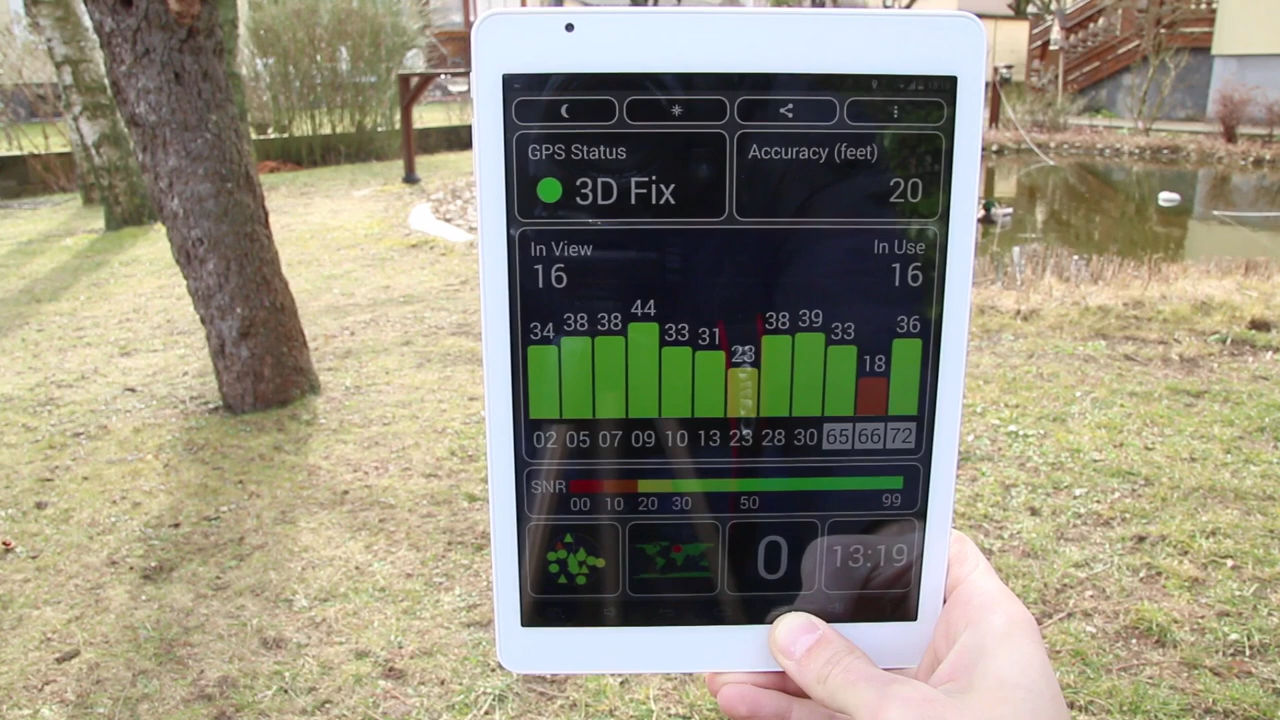 GPS Status
3D Fix
Accuracy (feet)
20
In View
16
In Use
16
34 38 38 44 33 31 23 38 39 33 18 36
02 05 07 09 10 13 23 28 30 65 66 72
SNR
00 10 20 30 50 99
0
13:19